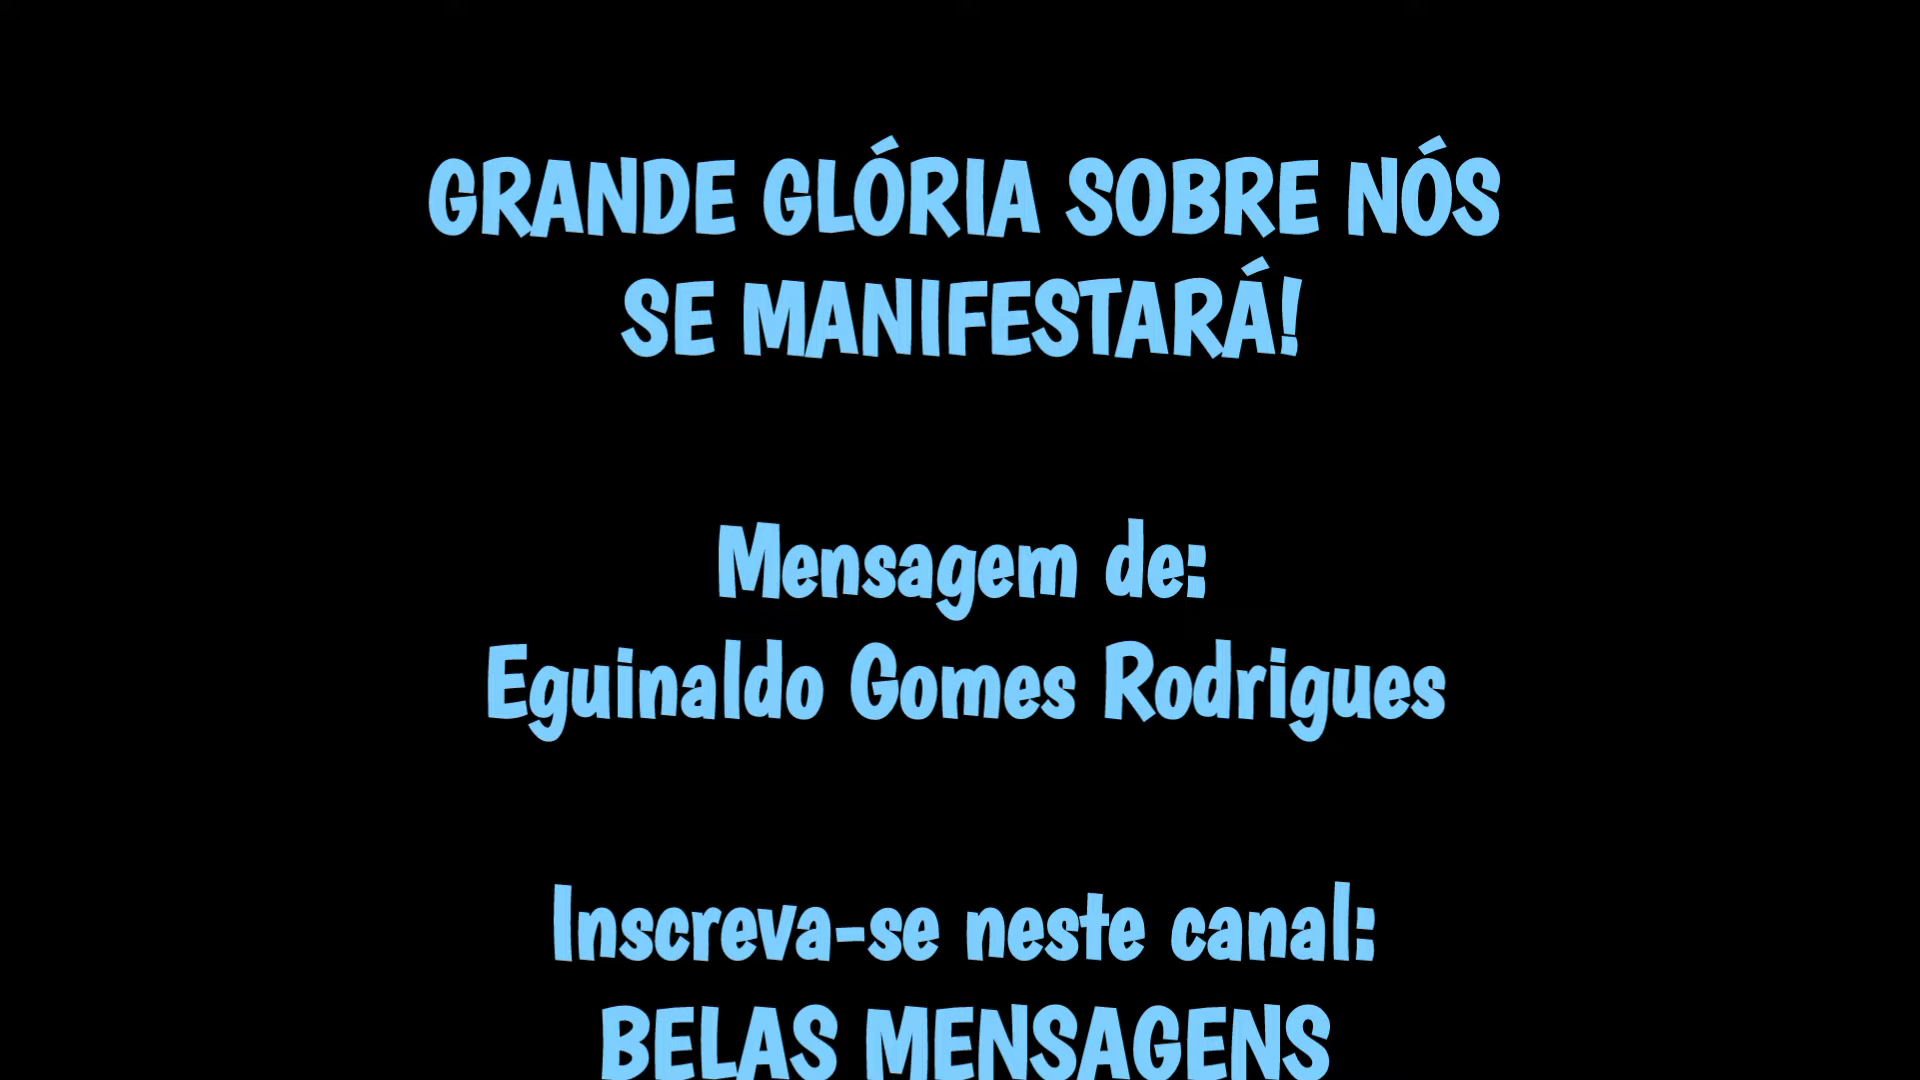 GRANDE GLÓRIA SOBRE NÓS
SE MANIFESTARÁ!
Mensagem de:
Eguinaldo Gomes Rodrigues
Inscreva-se neste canal:
BELAS MENSAGENS